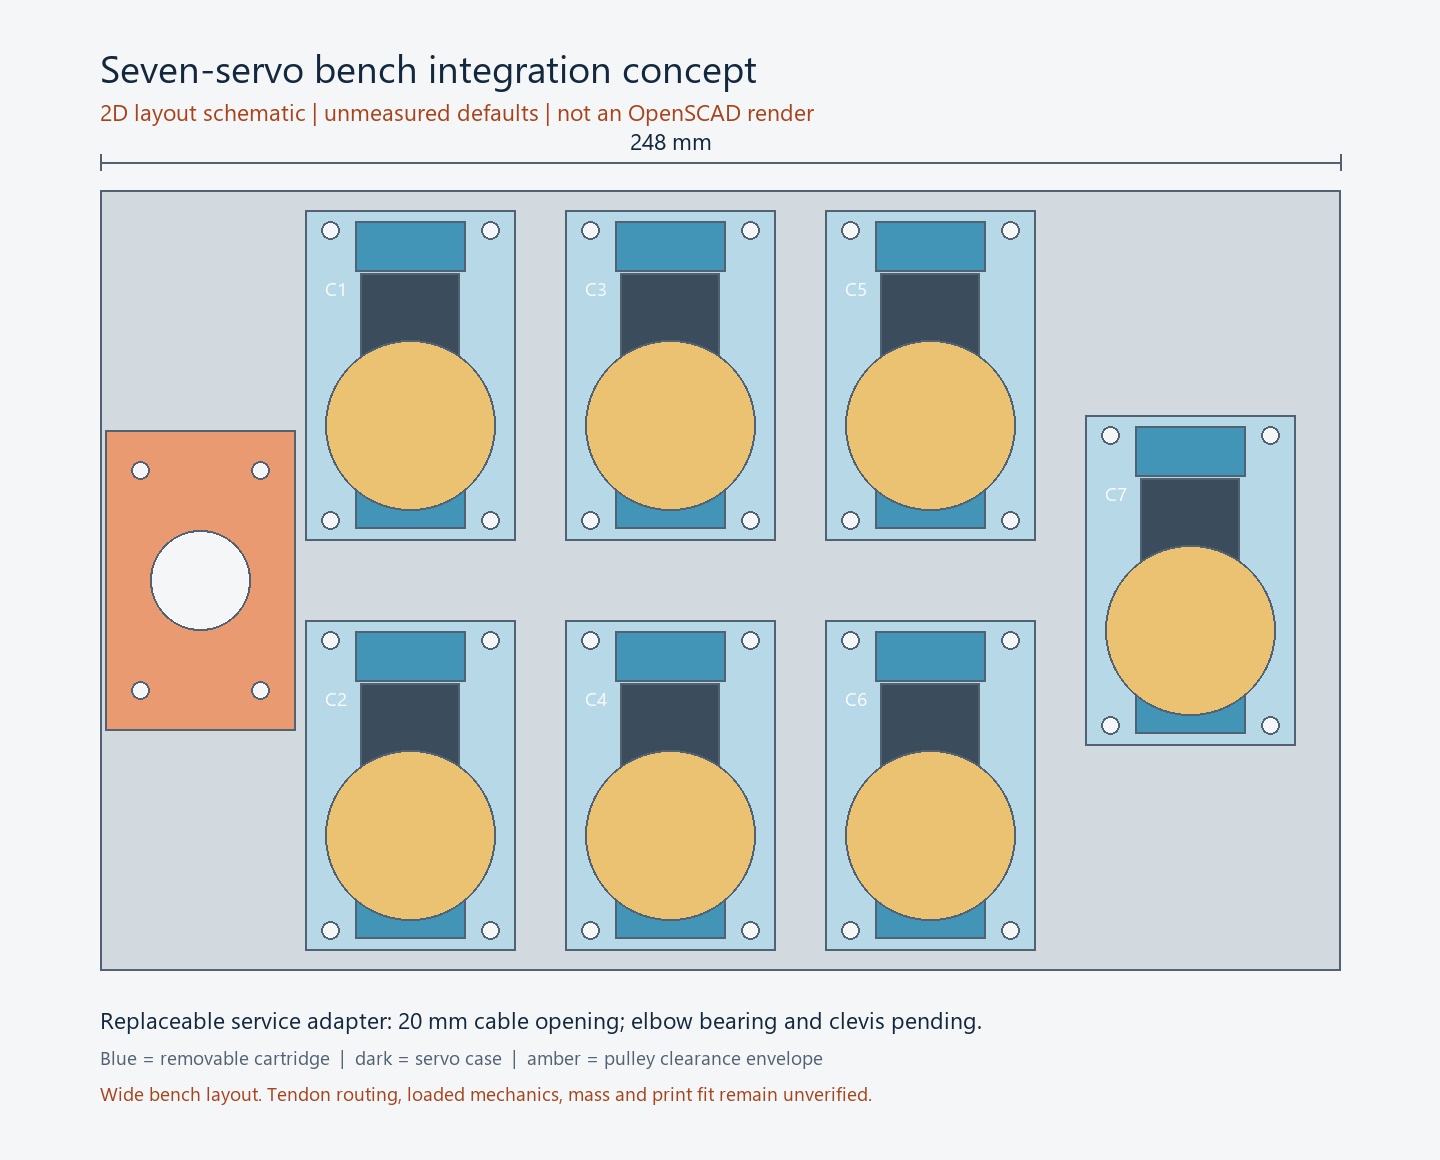 Seven-servo bench integration concept
2D layout schematic | unmeasured defaults | not an OpenSCAD render
248 mm
C1
C3
C5
C7
C2
C4
C6
Replaceable service adapter: 20 mm cable opening; elbow bearing and clevis pending.
Blue = removable cartridge | dark = servo case | amber = pulley clearance envelope
Wide bench layout. Tendon routing, loaded mechanics, mass and print fit remain unverified.